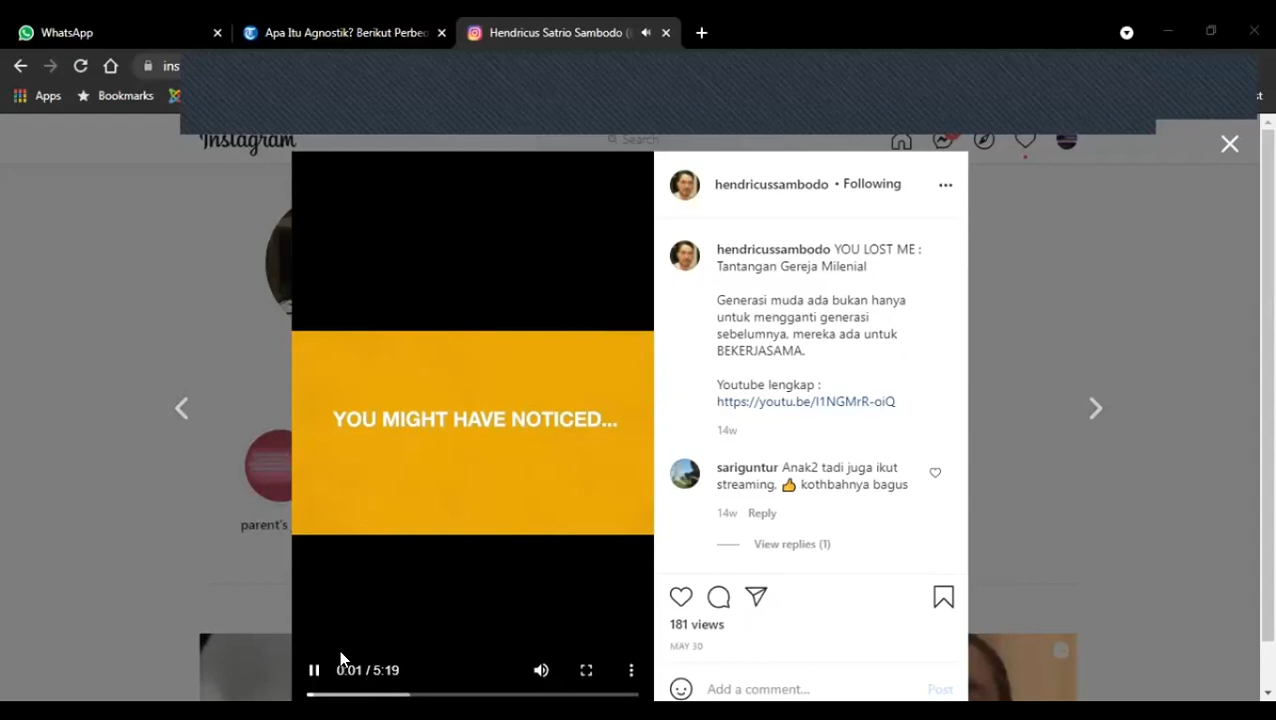 WhatsApp
Apa Itu Agnostik? Berikut Perbed
Hendricus Satrio Sambodo (
ins
Apps
Bookmarks
Instagram
Search
hendricussambodo • Following
hendricussambodo YOU LOST ME :
Tantangan Gereja Milenial
Generasi muda ada bukan hanya
untuk mengganti generasi
sebelumnya, mereka ada untuk
BEKERJASAMA.
Youtube lengkap :
https://youtu.be/I1NGMrR-oiQ
14w
YOU MIGHT HAVE NOTICED...
sariguntur Anak2 tadi juga ikut
streaming, 👍 kothbahnya bagus
14w Reply
View replies (1)
parent's
181 views
MAY 30
0:01 / 5:19
Add a comment...
Post